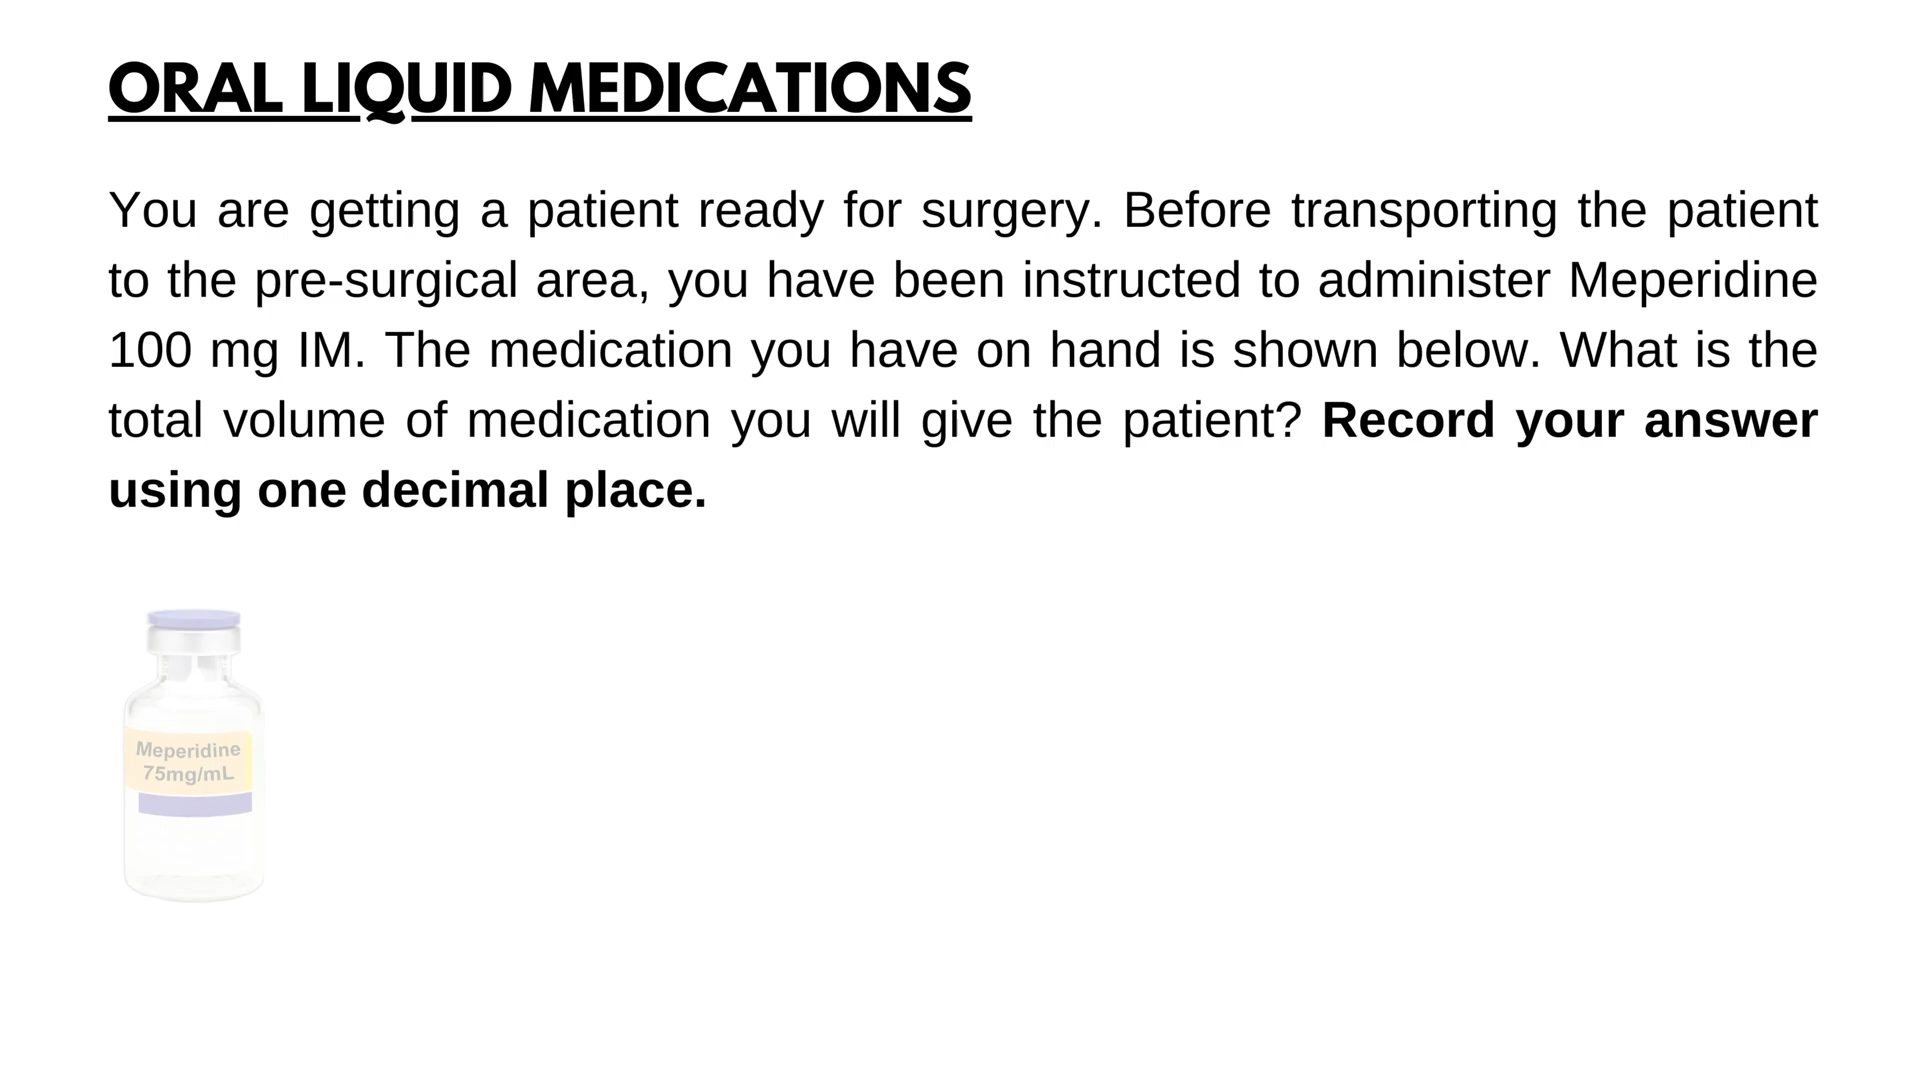 ORAL LIQUID MEDICATIONS
You are getting a patient ready for surgery. Before transporting the patient
to the pre-surgical area, you have been instructed to administer Meperidine
100 mg IM. The medication you have on hand is shown below. What is the
total volume of medication you will give the patient? Record your answer
using one decimal place.
Meperidine
75mg/mL